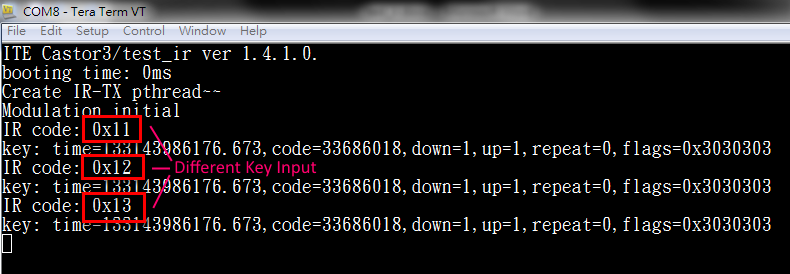 COM8 - Tera Term VT
File Edit Setup Control Window Help
ITE Castor3/test_ir ver 1.4.1.0.
booting time: 0ms
Create IR-TX pthread~~
Modulation initial
IR code: 0x11
key: time=133143986176.673,code=33686018,down=1,up=1,repeat=0,flags=0x3030303
IR code: 0x12 Different Key Input
key: time=133143986176.673,code=33686018,down=1,up=1,repeat=0,flags=0x3030303
IR code: 0x13
key: time=133143986176.673,code=33686018,down=1,up=1,repeat=0,flags=0x3030303